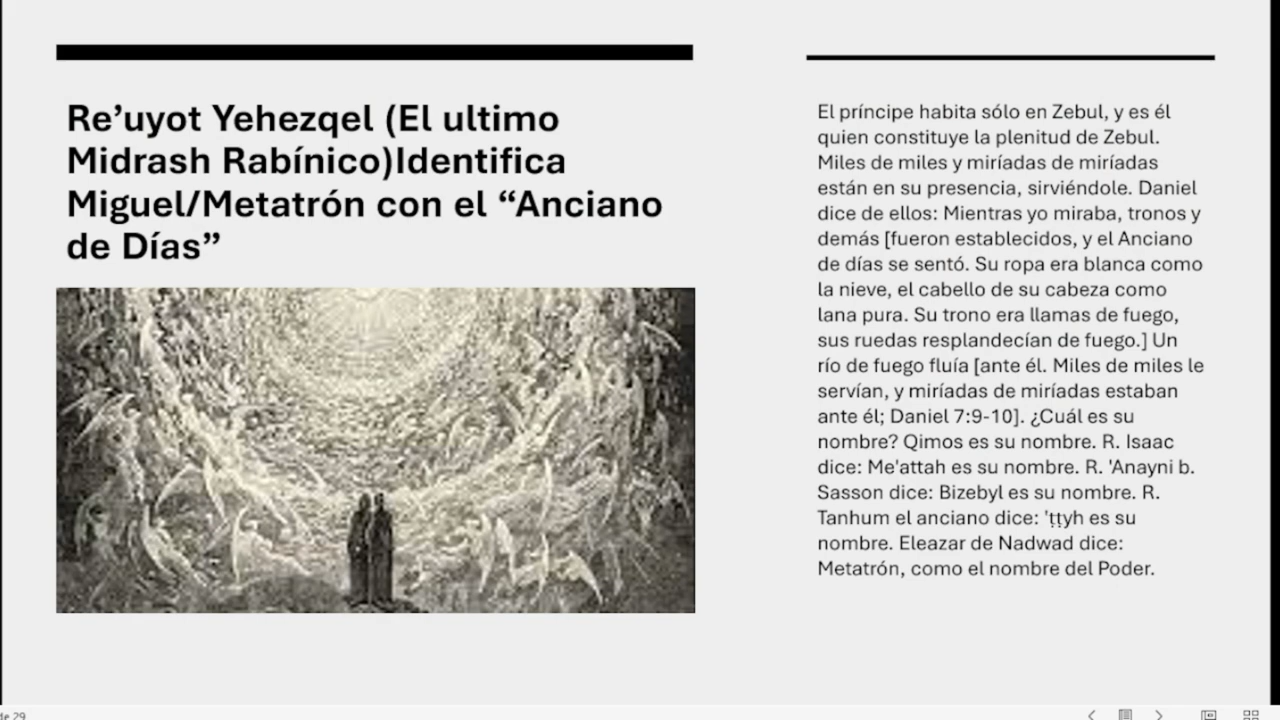 Re’uyot Yehezqel (El ultimo
Midrash Rabínico)Identifica
Miguel/Metatrón con el “Anciano
de Días”
El príncipe habita sólo en Zebul, y es él
quien constituye la plenitud de Zebul.
Miles de miles y miríadas de miríadas
están en su presencia, sirviéndole. Daniel
dice de ellos: Mientras yo miraba, tronos y
demás [fueron establecidos, y el Anciano
de días se sentó. Su ropa era blanca como
la nieve, el cabello de su cabeza como
lana pura. Su trono era llamas de fuego,
sus ruedas resplandecían de fuego.] Un
río de fuego fluía [ante él. Miles de miles le
servían, y miríadas de miríadas estaban
ante él; Daniel 7:9-10]. ¿Cuál es su
nombre? Qimos es su nombre. R. Isaac
dice: Me'attah es su nombre. R. 'Anayni b.
Sasson dice: Bizebyl es su nombre. R.
Tanhum el anciano dice: 'ṭṭyh es su
nombre. Eleazar de Nadwad dice:
Metatrón, como el nombre del Poder.
de 29